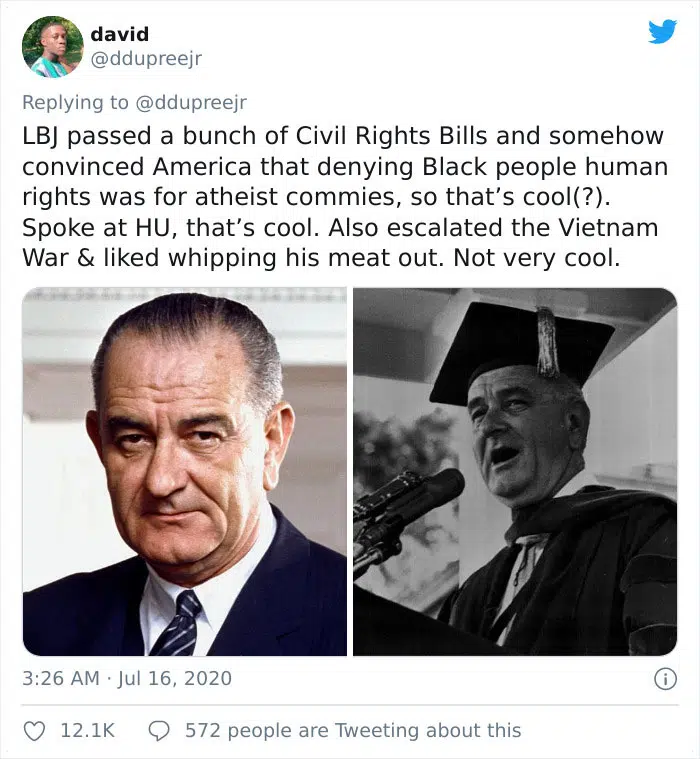 david
@ddupreejr
Replying to @ddupreejr
LBJ passed a bunch of Civil Rights Bills and somehow
convinced America that denying Black people human
rights was for atheist commies, so that’s cool(?).
Spoke at HU, that’s cool. Also escalated the Vietnam
War & liked whipping his meat out. Not very cool.
3:26 AM · Jul 16, 2020
12.1K
572 people are Tweeting about this